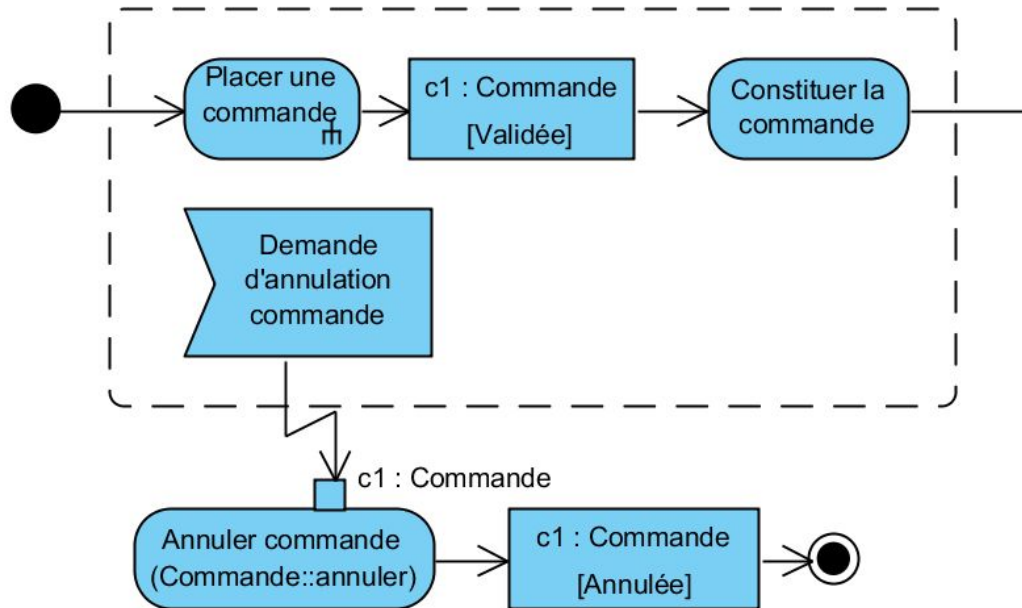 Placer une
commande
c1 : Commande
[Validée]
Constituer la
commande
Demande
d'annulation
commande
c1 : Commande
Annuler commande
(Commande::annuler)
c1 : Commande
[Annulée]